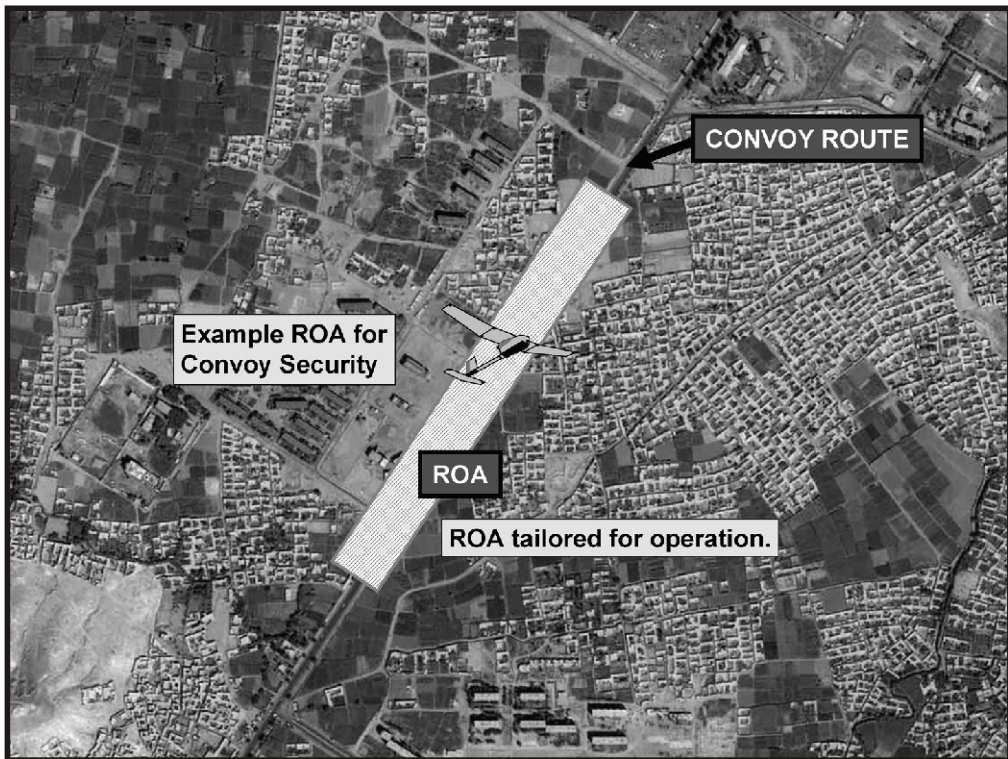 CONVOY ROUTE
Example ROA for
Convoy Security
ROA
ROA tailored for operation.